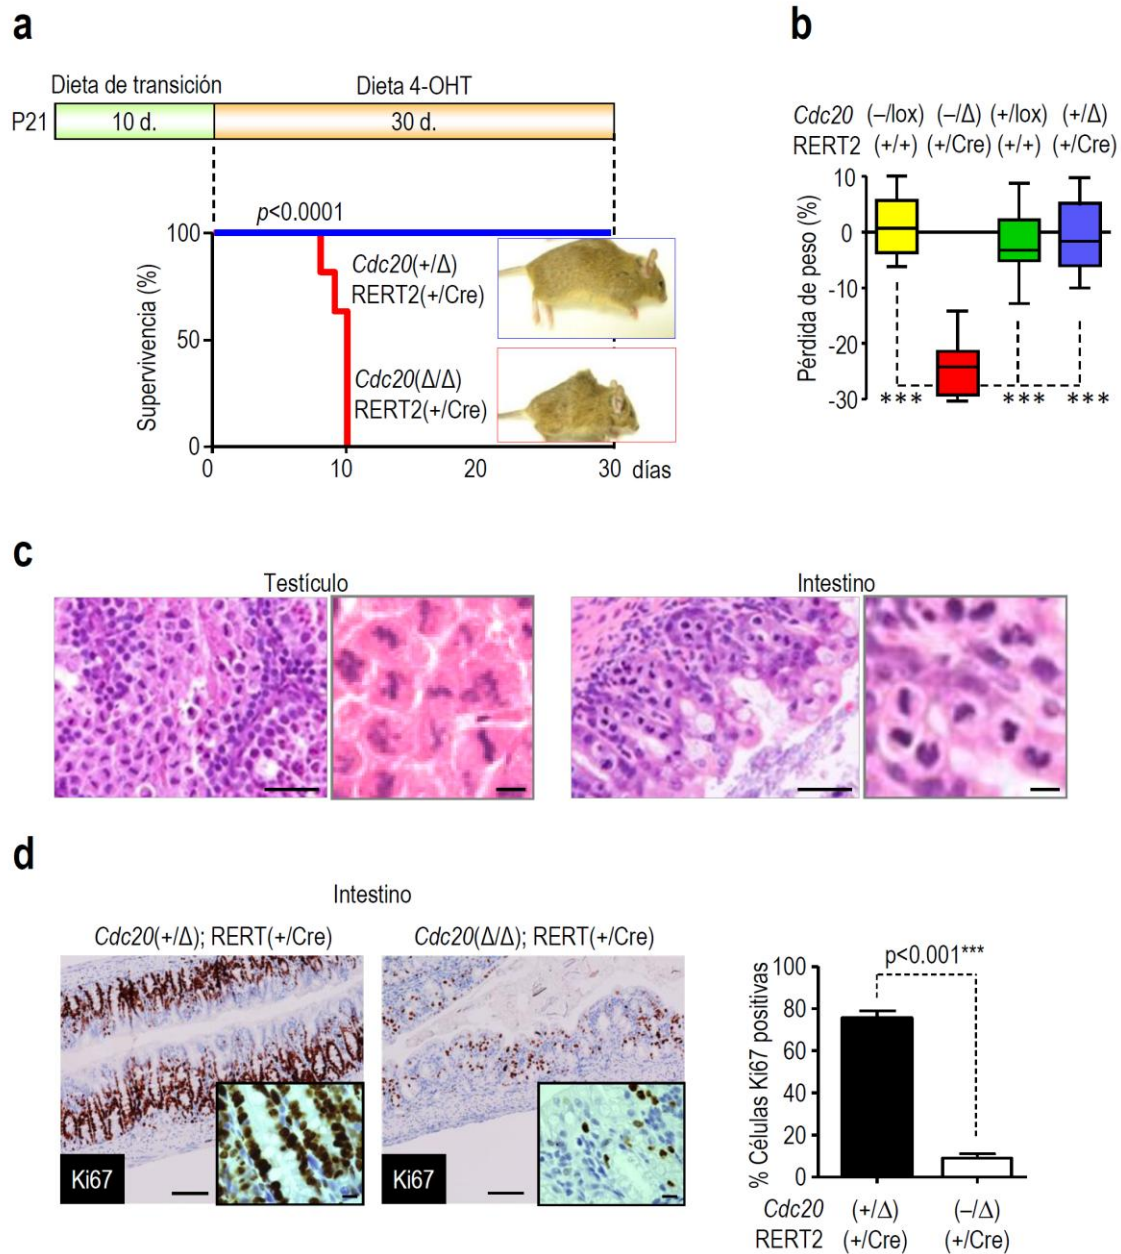 a
Dieta de transición
Dieta 4-OHT
P21
10 d.
30 d.
p<0.0001
Supervivencia (%)
100
50
0
Cdc20(+/Δ)
RERT2(+/Cre)
Cdc20(Δ/Δ)
RERT2(+/Cre)
0 10 20 30 días
b
Cdc20 (–/lox) (–/Δ) (+/lox) (+/Δ)
RERT2 (+/+) (+/Cre) (+/+) (+/Cre)
Pérdida de peso (%)
10
0
-10
-20
-30
*** *** ***
c
Testículo
Intestino
d
Intestino
Cdc20(+/Δ); RERT(+/Cre)
Cdc20(Δ/Δ); RERT(+/Cre)
Ki67
Ki67
p<0.001***
% Células Ki67 positivas
100
80
60
40
20
0
Cdc20 (+/Δ) (–/Δ)
RERT2 (+/Cre) (+/Cre)